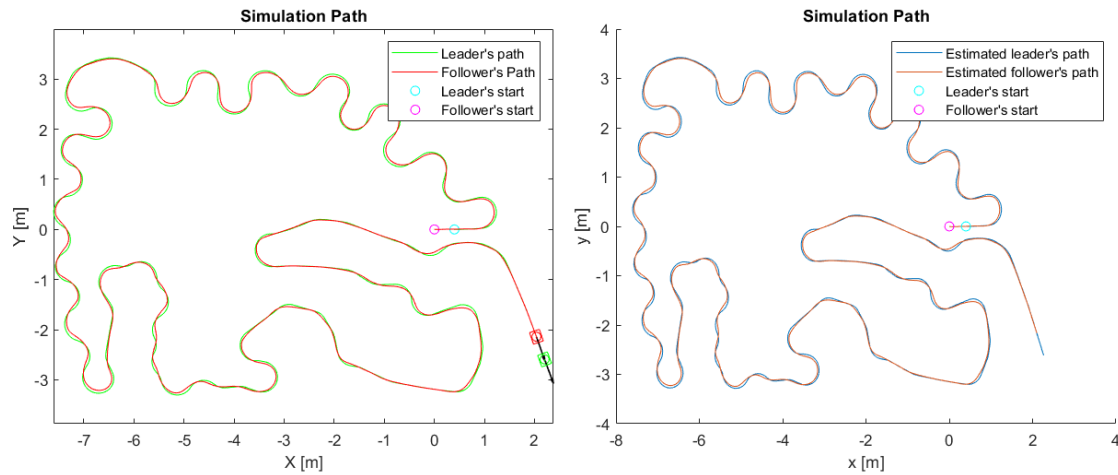 Simulation Path
Leader's path
Follower's Path
Leader's start
Follower's start
3
2
1
0
-1
-2
-3
Y [m]
-7
-6
-5
-4
-3
-2
-1
0
1
2
X [m]
Simulation Path
Estimated leader's path
Estimated follower's path
Leader's start
Follower's start
4
3
2
1
0
-1
-2
-3
-4
y [m]
-8
-6
-4
-2
0
2
4
x [m]